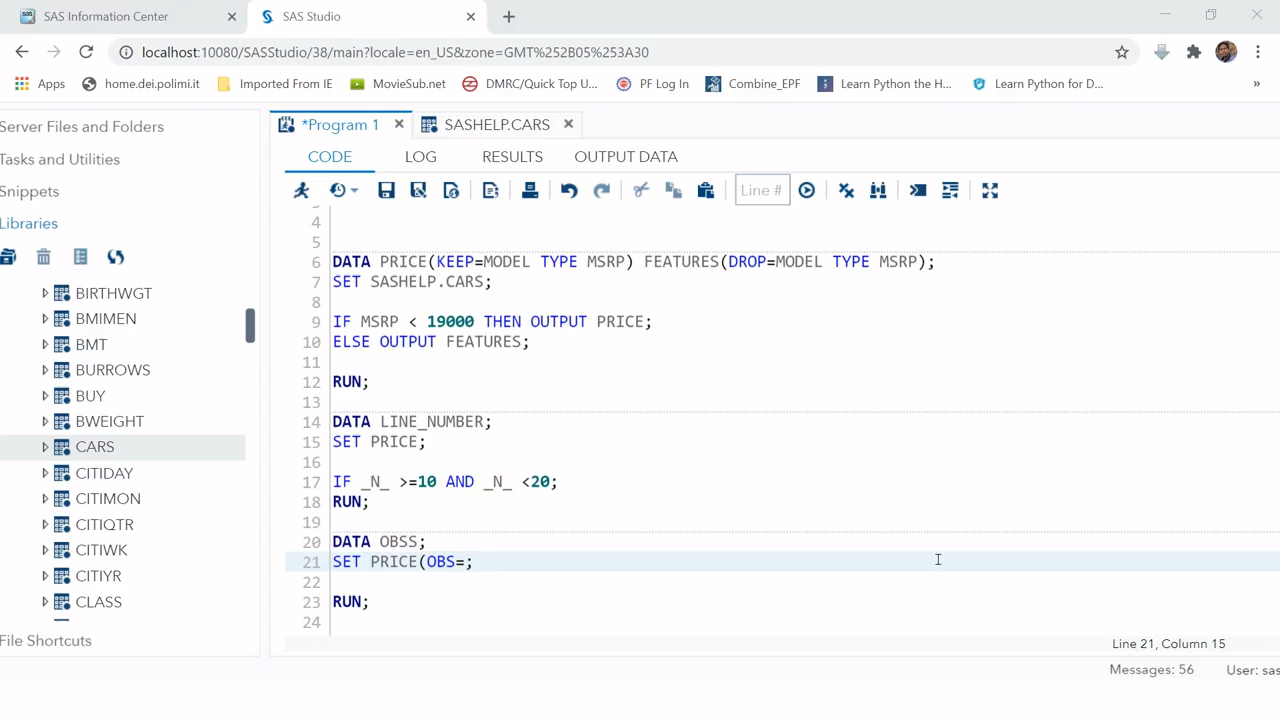 SAS Information Center
SAS Studio
localhost:10080/SASStudio/38/main?locale=en_US&zone=GMT%252B05%253A30
Apps
home.dei.polimi.it
Imported From IE
MovieSub.net
DMRC/Quick Top U...
PF Log In
Combine_EPF
Learn Python the H...
Learn Python for D...
»
Server Files and Folders
Tasks and Utilities
Snippets
Libraries
BIRTHWGT
BMIMEN
BMT
BURROWS
BUY
BWEIGHT
CARS
CITIDAY
CITIMON
CITIQTR
CITIWK
CITIYR
CLASS
File Shortcuts
*Program 1
SASHELP.CARS
CODE
LOG
RESULTS
OUTPUT DATA
Line #
4
5
6 DATA PRICE(KEEP=MODEL TYPE MSRP) FEATURES(DROP=MODEL TYPE MSRP);
7 SET SASHELP.CARS;
8
9 IF MSRP < 19000 THEN OUTPUT PRICE;
10 ELSE OUTPUT FEATURES;
11
12 RUN;
13
14 DATA LINE_NUMBER;
15 SET PRICE;
16
17 IF _N_ >=10 AND _N_ <20;
18 RUN;
19
20 DATA OBSS;
21 SET PRICE(OBS=;
22
23 RUN;
24
Line 21, Column 15
Messages: 56
User: sas